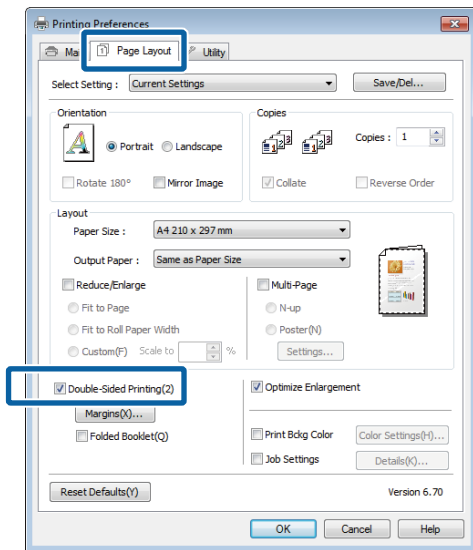 Printing Preferences
Ma Page Layout Utility
Select Setting : Current Settings Save/Del...
Orientation Copies
Portrait Landscape Copies : 1
Rotate 180° Mirror Image Collate Reverse Order
Layout
Paper Size : A4 210 x 297 mm
Output Paper : Same as Paper Size
Reduce/Enlarge Multi-Page
Fit to Page N-up
Fit to Roll Paper Width Poster(N)
Custom(F) Scale to % Settings...
Double-Sided Printing(2) Optimize Enlargement
Margins(X)...
Folded Booklet(Q) Print Bckg Color Color Settings(H)...
Job Settings Details(K)...
Reset Defaults(Y) Version 6.70
OK Cancel Help